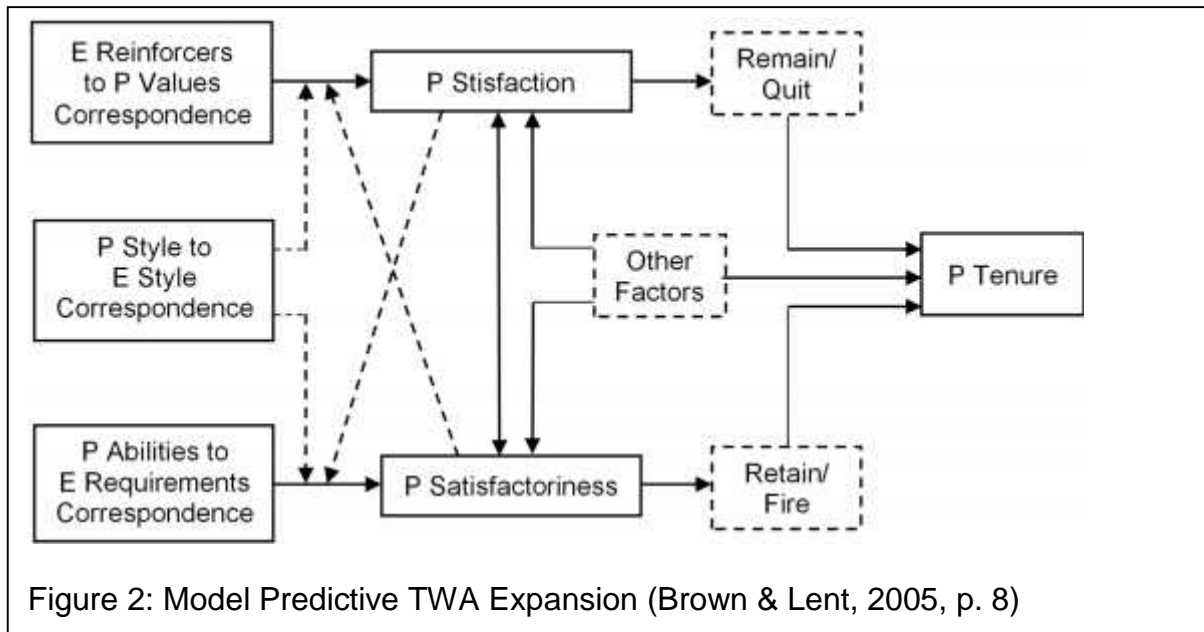 E Reinforcers
to P Values
Correspondence
P Stisfaction
Remain/
Quit
P Style to
E Style
Correspondence
Other
Factors
P Tenure
P Abilities to
E Requirements
Correspondence
P Satisfactoriness
Retain/
Fire
Figure 2: Model Predictive TWA Expansion (Brown & Lent, 2005, p. 8)